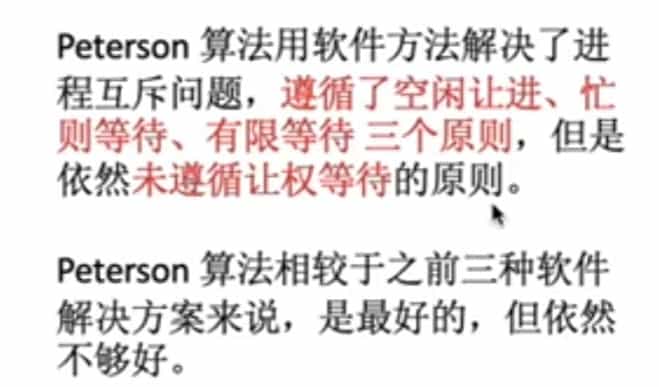 Peterson 算法用软件方法解决了进
程互斥问题，遵循了空闲让进、忙
则等待、有限等待 三个原则，但是
依然未遵循让权等待的原则。
Peterson 算法相较于之前三种软件
解决方案来说，是最好的，但依然
不够好。